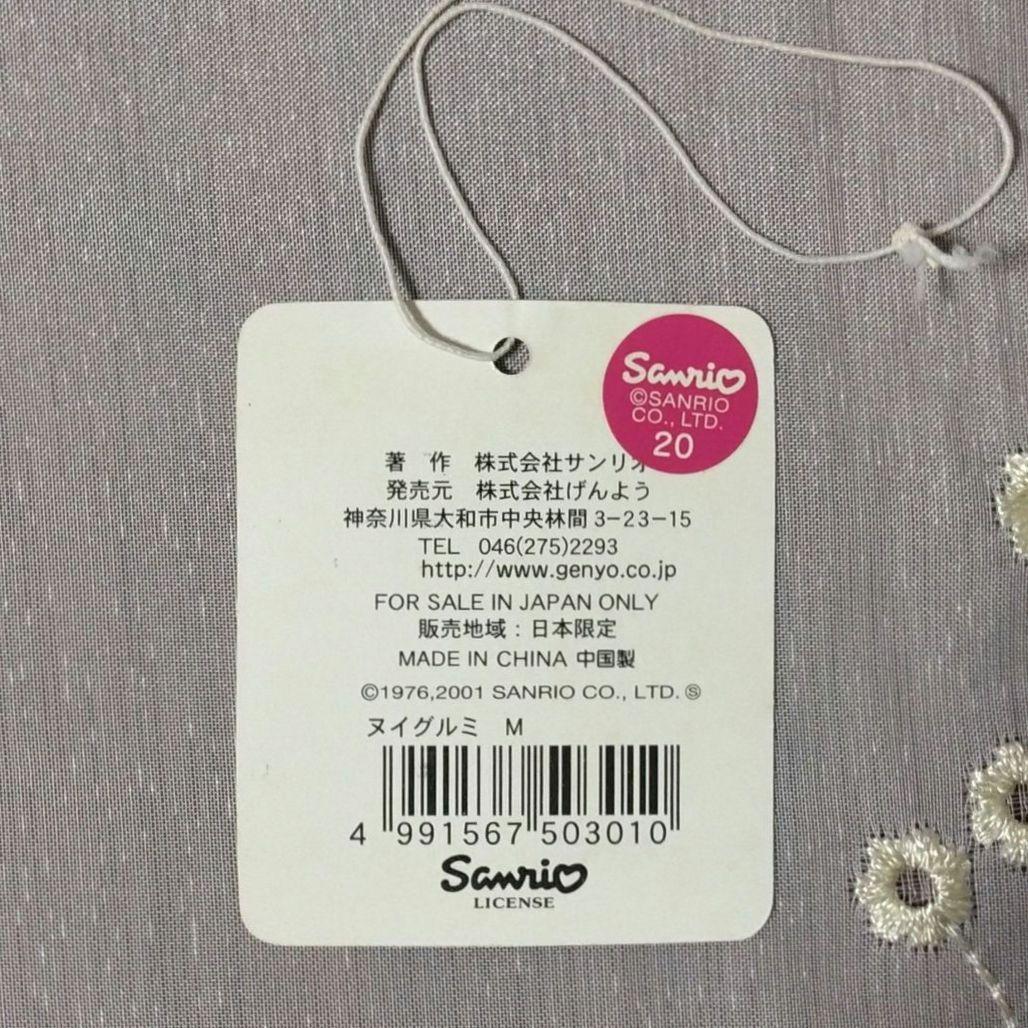 Sanrio
©SANRIO
CO., LTD.
20
著 作 株式会社サンリオ
発売元 株式会社げんよう
神奈川県大和市中央林間3-23-15
TEL 046(275)2293
http://www.genyo.co.jp
FOR SALE IN JAPAN ONLY
販売地域：日本限定
MADE IN CHINA 中国製
©1976,2001 SANRIO CO., LTD. Ⓢ
ヌイグルミ M
4 991567 503010
Sanrio
LICENSE